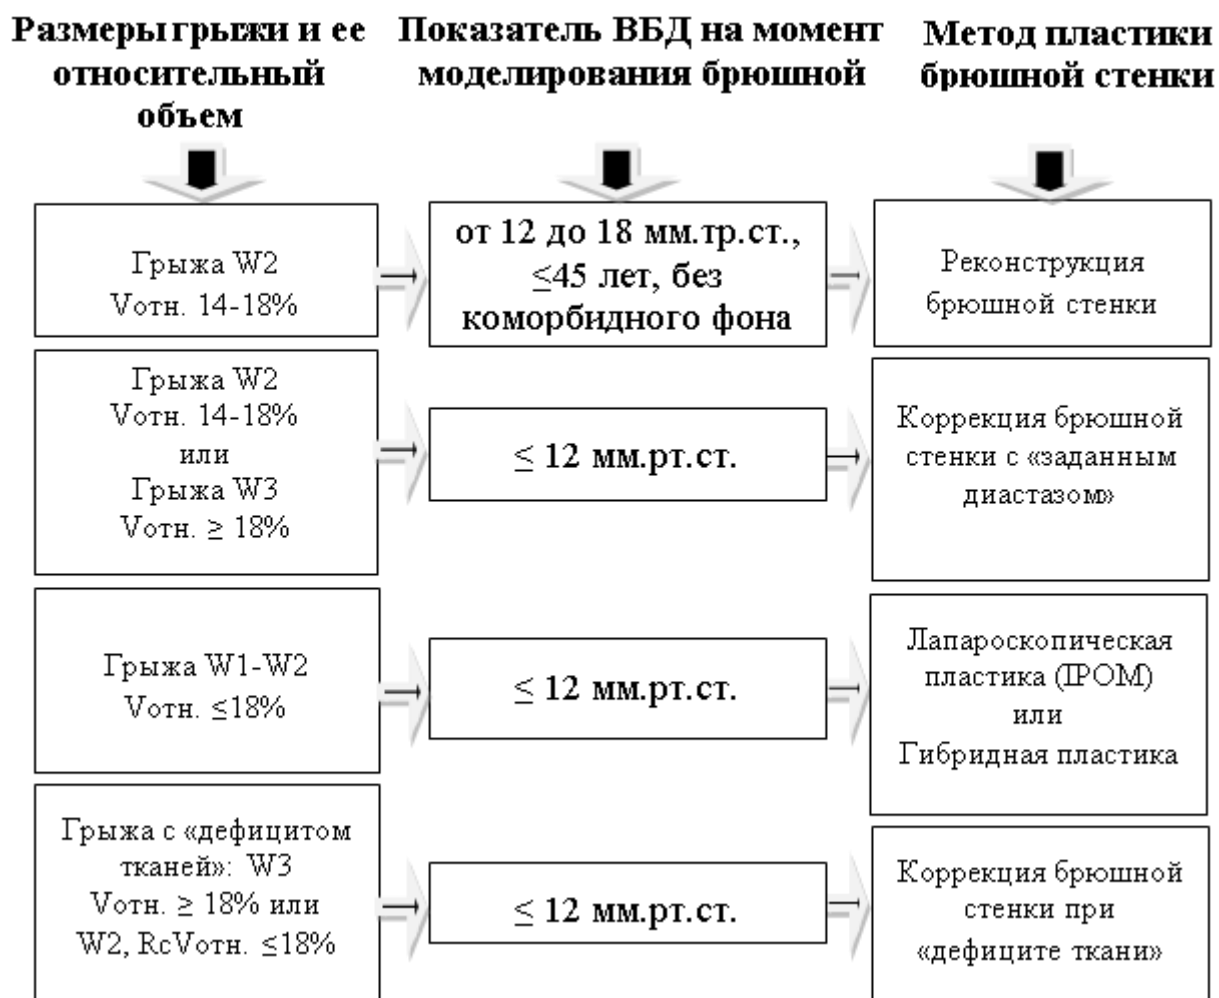 Размеры грыжи и ее
относительный
объем
Показатель ВБД на момент
моделирования брюшной
Метод пластики
брюшной стенки
Грыжа W2
Vотн. 14-18%
от 12 до 18 мм.тр.ст.,
≤45 лет, без
коморбидного фона
Реконструкция
брюшной стенки
Грыжа W2
Vотн. 14-18%
или
Грыжа W3
Vотн. ≥ 18%
≤ 12 мм.рт.ст.
Коррекция брюшной
стенки с «заданным
диастазом»
Грыжа W1-W2
Vотн. ≤18%
≤ 12 мм.рт.ст.
Лапароскопическая
пластика (IPOM)
или
Гибридная пластика
Грыжа с «дефицитом
тканей»: W3
Vотн. ≥ 18% или
W2, RcVотн. ≤18%
≤ 12 мм.рт.ст.
Коррекция брюшной
стенки при
«дефиците ткани»